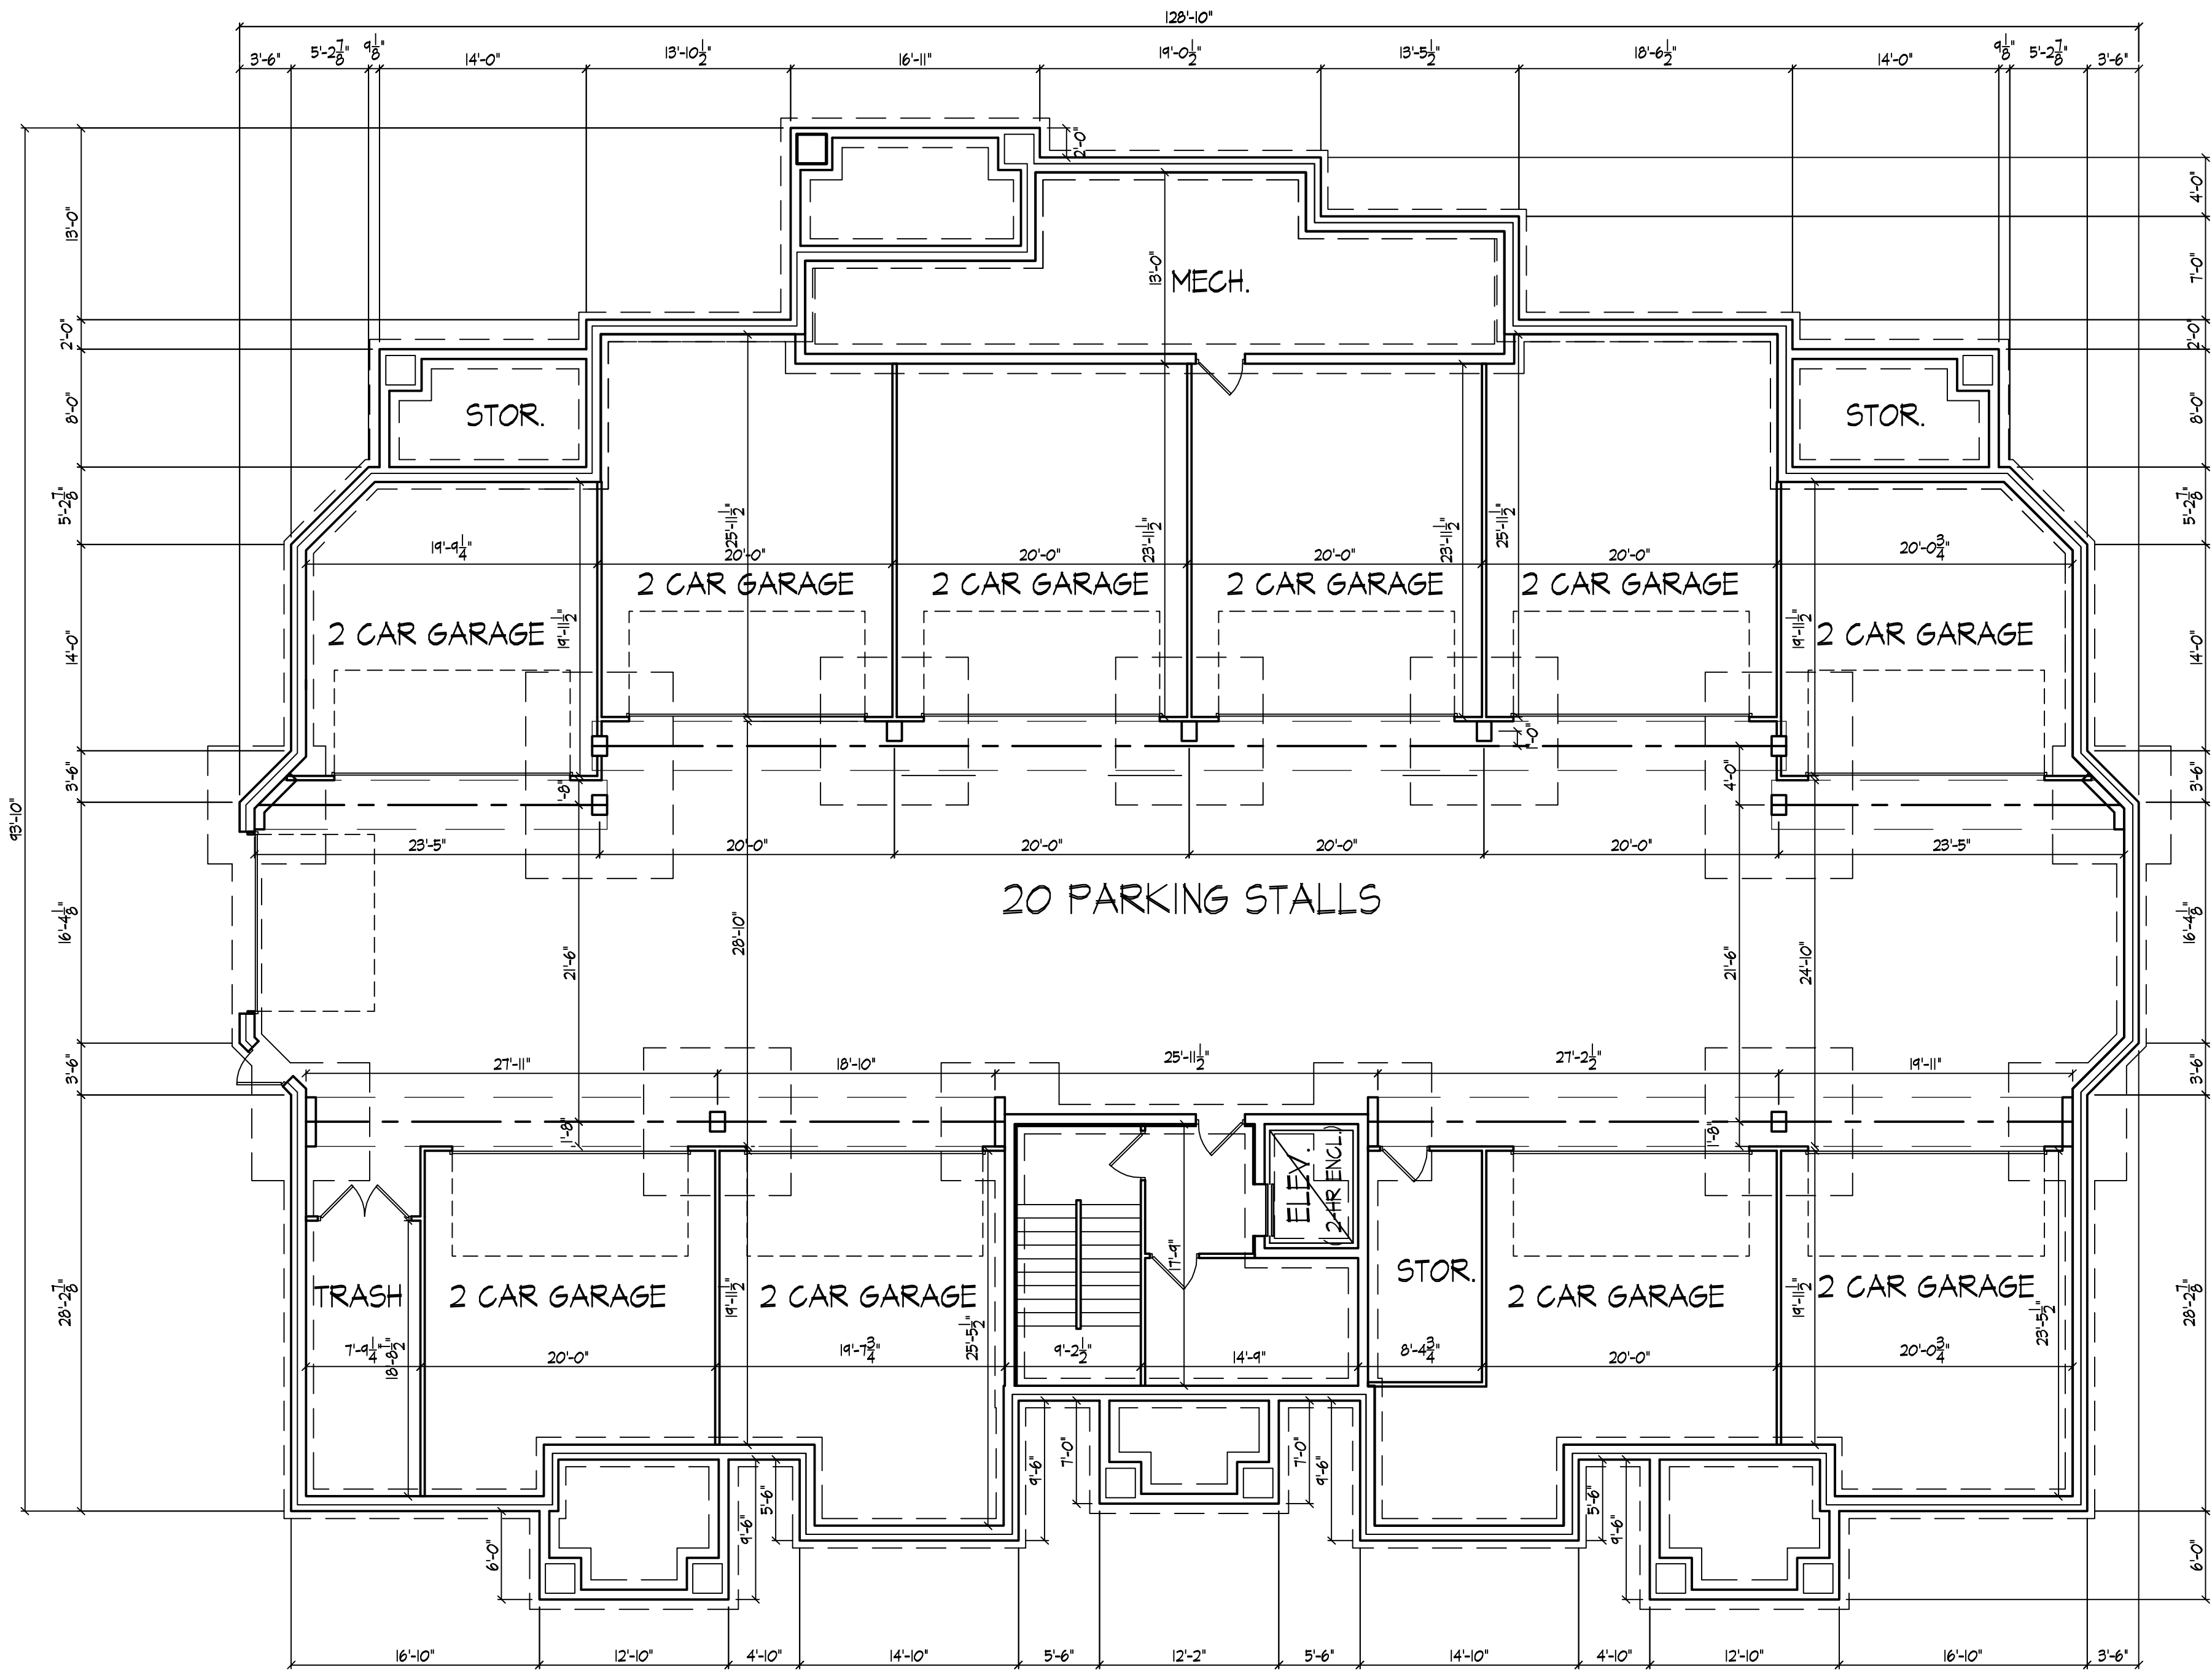 128'-10"
3'-6" 5'-2 7/8" 9 1/8" 14'-0" 13'-10 1/2" 16'-11" 19'-0 1/2" 13'-5 1/2" 18'-6 1/2" 14'-0" 9 1/8" 5'-2 7/8" 3'-6"
2'-0"
13'-0" 4'-0"
13'-0" MECH. 7'-0"
2'-0" 2'-0"
8'-0" STOR. STOR. 8'-0"
5'-2 7/8" 25'-11 1/2" 23'-11 1/2" 23'-11 1/2" 25'-11 1/2" 5'-2 7/8"
19'-9 1/4" 20'-0" 20'-0" 20'-0" 20'-0" 20'-0 3/4"
2 CAR GARAGE 2 CAR GARAGE 2 CAR GARAGE 2 CAR GARAGE
14'-0" 2 CAR GARAGE 19'-11 1/2" 19'-11 1/2" 2 CAR GARAGE 14'-0"
93'-10" 3'-6" 4'-0" 3'-6"
23'-5" 20'-0" 20'-0" 20'-0" 20'-0" 23'-5"
20 PARKING STALLS
16'-4 1/8" 21'-6" 28'-10" 21'-6" 24'-10" 16'-4 1/8"
3'-6" 27'-11" 18'-10" 25'-11 1/2" 27'-2 1/2" 19'-11" 3'-6"
1'-8" 1'-8"
ELEV.
(2-HR ENCL.)
17'-9"
STOR.
28'-2 7/8" TRASH 2 CAR GARAGE 19'-11 1/2" 2 CAR GARAGE 2 CAR GARAGE 19'-11 1/2" 2 CAR GARAGE 28'-2 7/8"
7'-9 1/4" 18'-8 1/2" 20'-0" 19'-7 3/4" 25'-5 1/2" 9'-2 1/2" 14'-9" 8'-4 3/4" 20'-0" 20'-0 3/4" 23'-5 1/2"
6'-0" 9'-6" 5'-6" 9'-6" 7'-0" 7'-0" 9'-6" 5'-6" 9'-6" 6'-0"
16'-10" 12'-10" 4'-10" 14'-10" 5'-6" 12'-2" 5'-6" 14'-10" 4'-10" 12'-10" 16'-10" 3'-6"